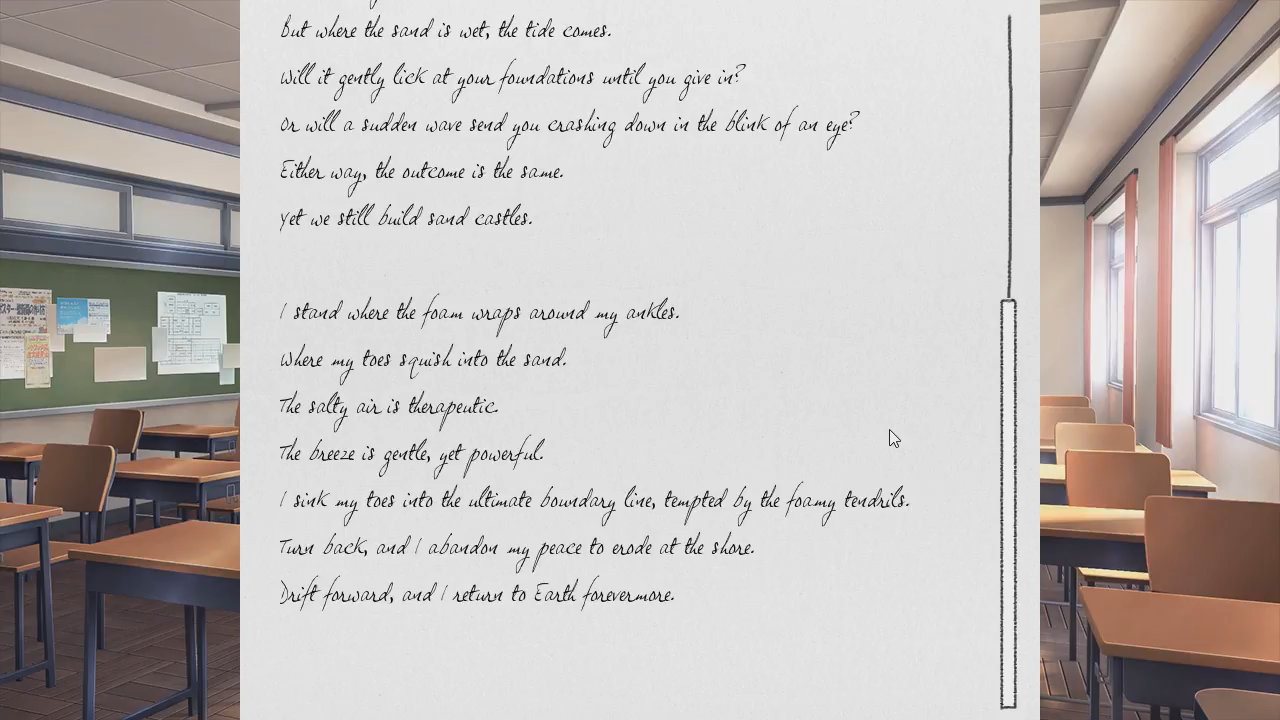 But where the sand is wet, the tide comes.
Will it gently lick at your foundations until you give in?
Or will a sudden wave send you crashing down in the blink of an eye?
Either way, the outcome is the same.
Yet we still build sand castles.
I stand where the foam wraps around my ankles.
Where my toes squish into the sand.
The salty air is therapeutic.
The breeze is gentle, yet powerful.
I sink my toes into the ultimate boundary line, tempted by the foamy tendrils.
Turn back, and I abandon my peace to erode at the shore.
Drift forward, and I return to Earth forevermore.